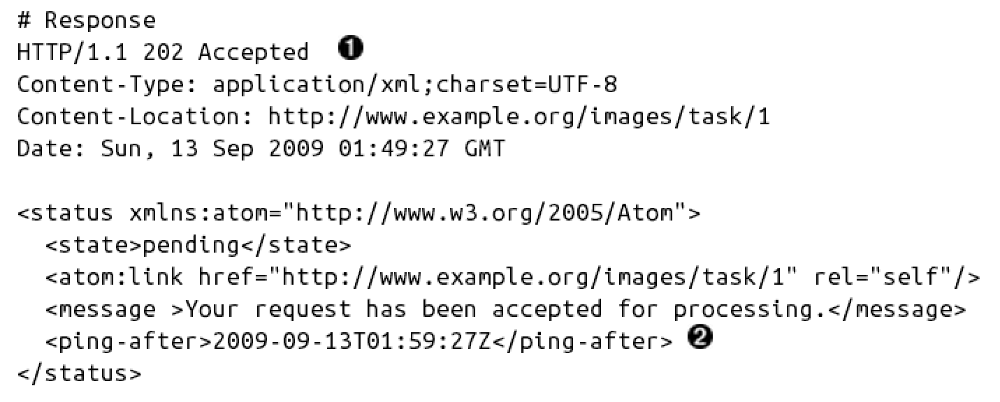 # Response
HTTP/1.1 202 Accepted ❶
Content-Type: application/xml;charset=UTF-8
Content-Location: http://www.example.org/images/task/1
Date: Sun, 13 Sep 2009 01:49:27 GMT
<status xmlns:atom="http://www.w3.org/2005/Atom">
  <state>pending</state>
  <atom:link href="http://www.example.org/images/task/1" rel="self"/>
  <message >Your request has been accepted for processing.</message>
  <ping-after>2009-09-13T01:59:27Z</ping-after> ❷
</status>